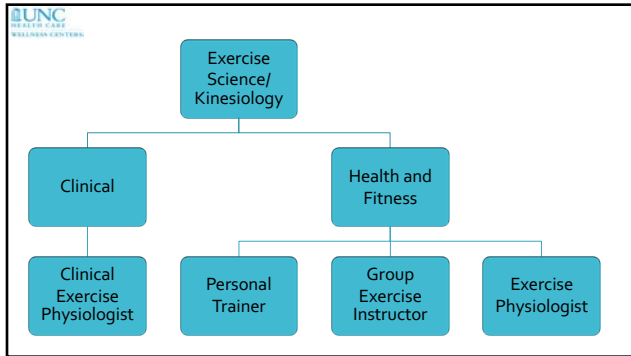 UNC
HEALTH CARE
WELLNESS CENTERS
Exercise
Science/
Kinesiology
Clinical
Health and
Fitness
Clinical
Exercise
Physiologist
Personal
Trainer
Group
Exercise
Instructor
Exercise
Physiologist